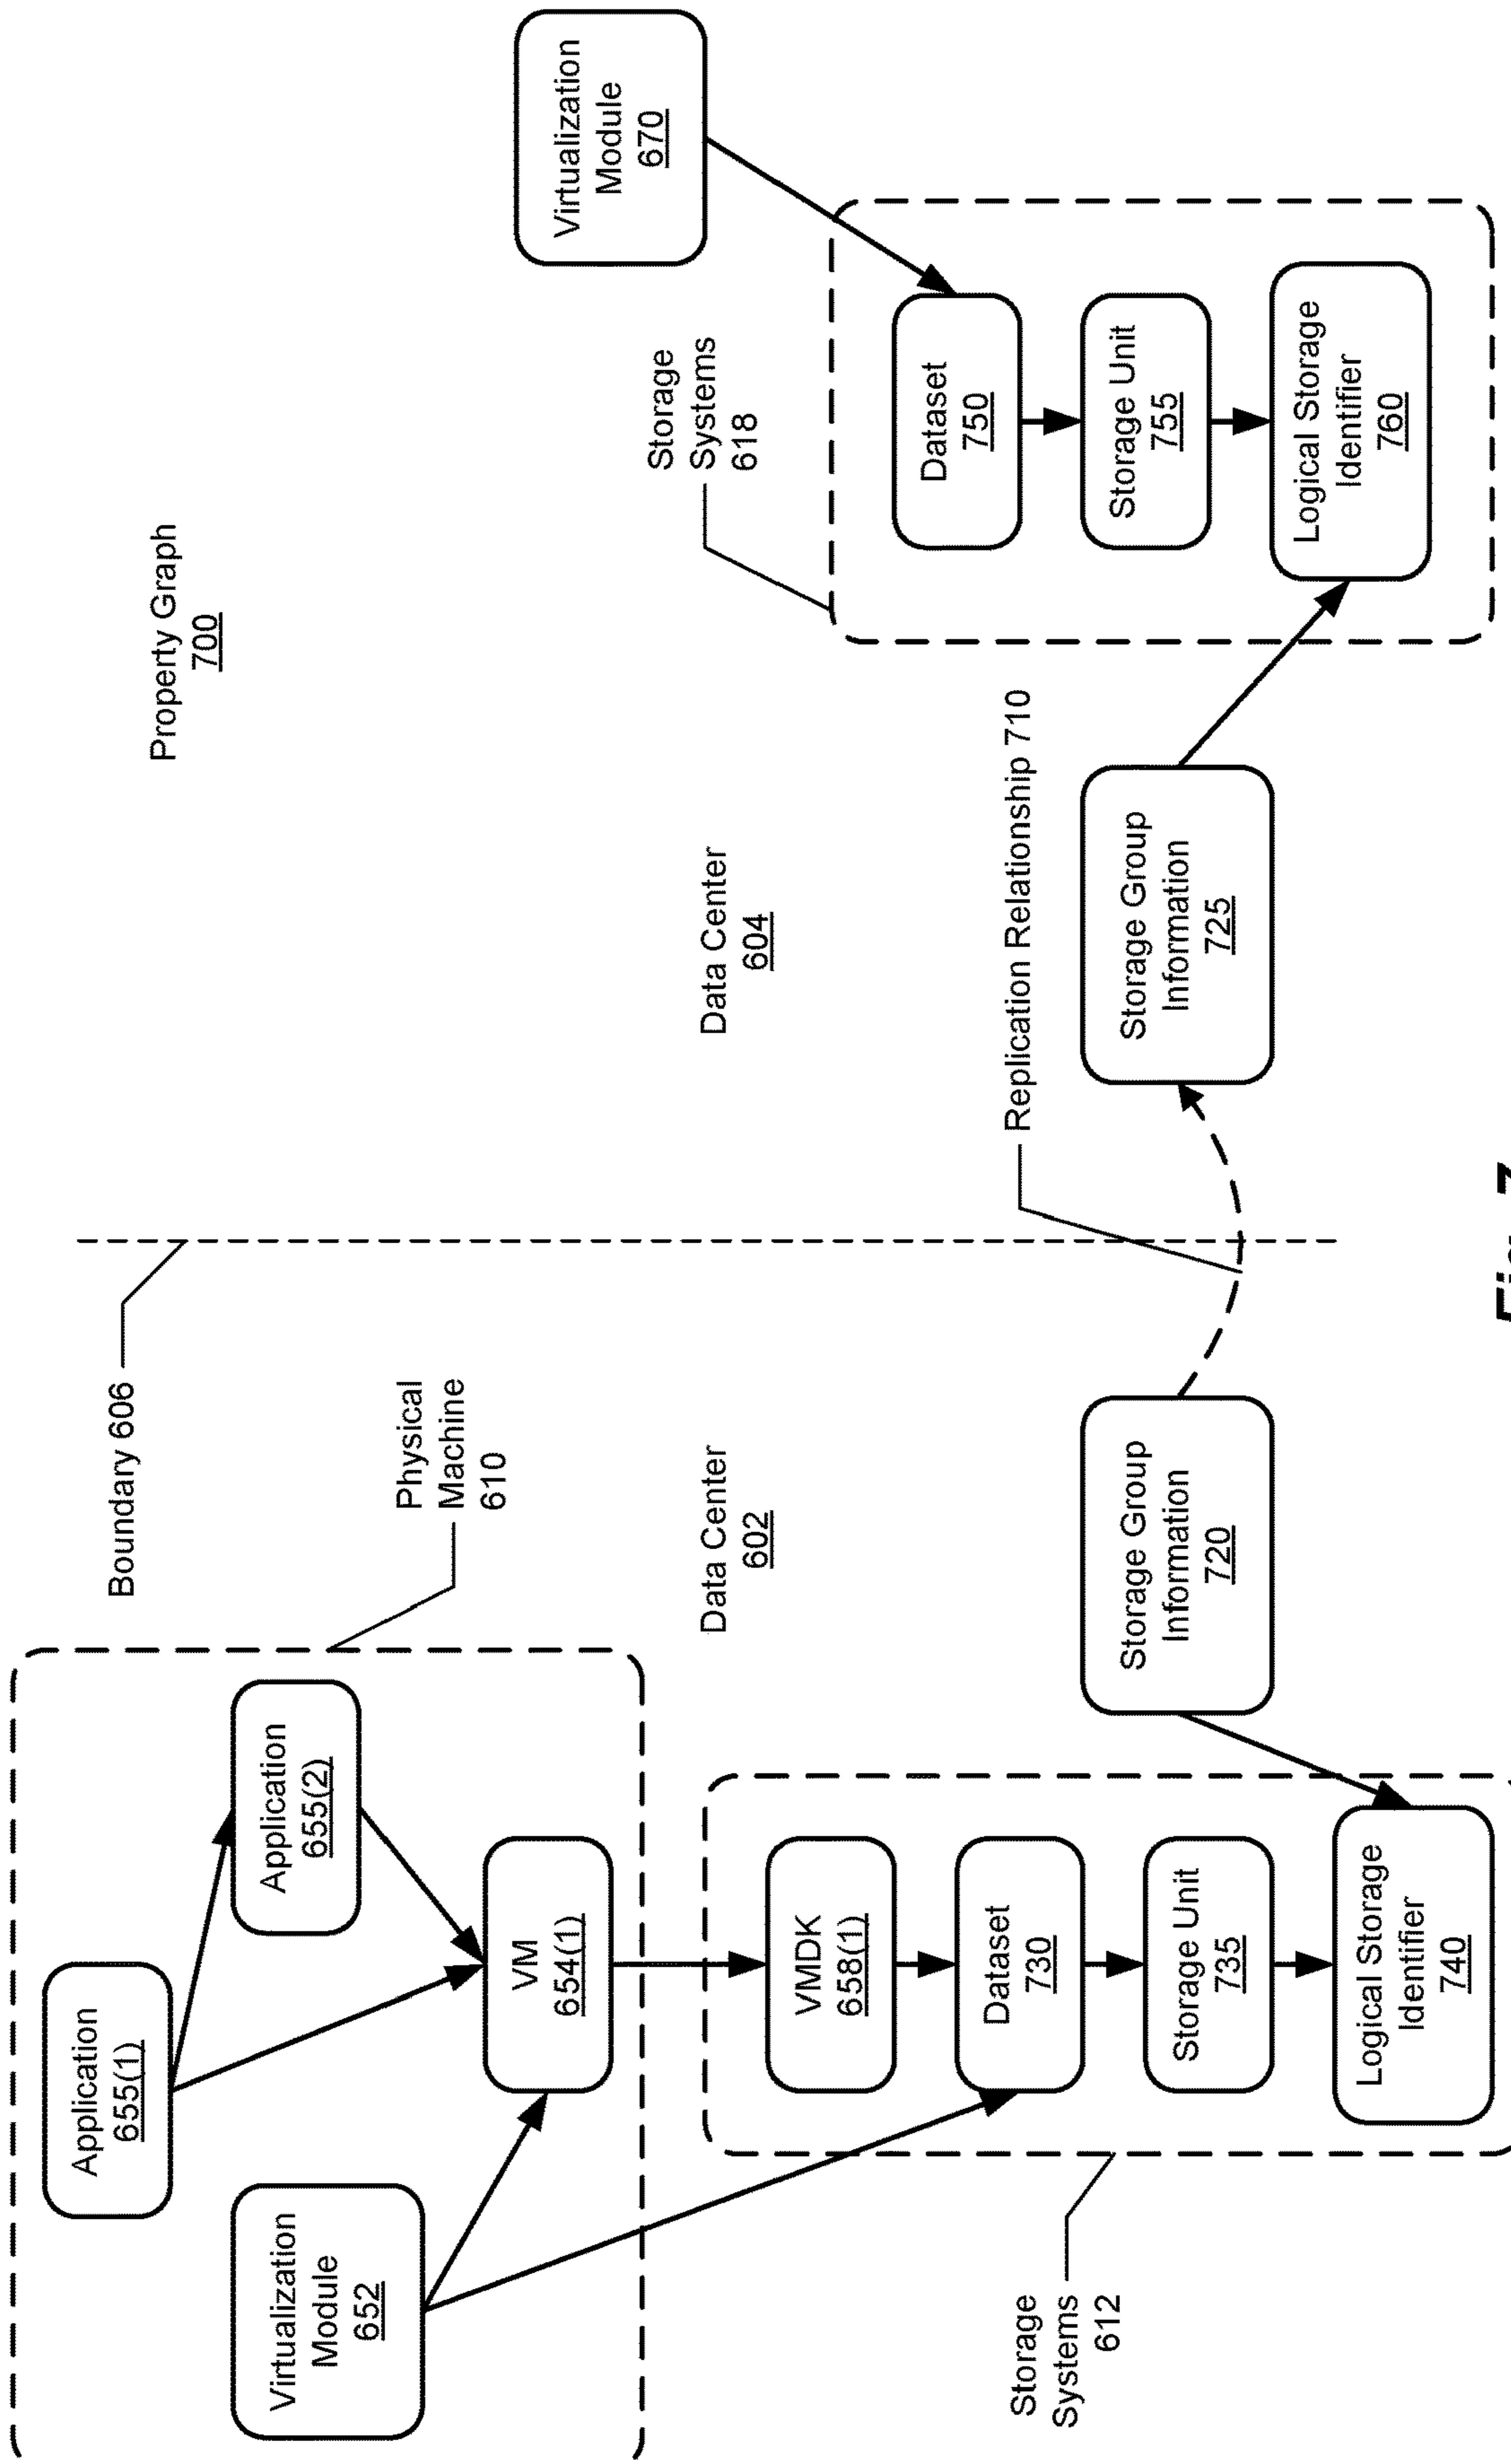 Property Graph
700
Boundary 606
Physical
Machine
610
Application
655(1)
Application
655(2)
Virtualization
Module
652
VM
654(1)
Data Center
602
Data Center
604
Storage
Systems
612
VMDK
658(1)
Dataset
730
Storage Unit
735
Logical Storage
Identifier
740
Storage Group
Information
720
Replication Relationship 710
Storage Group
Information
725
Storage
Systems
618
Virtualization
Module
670
Dataset
750
Storage Unit
755
Logical Storage
Identifier
760